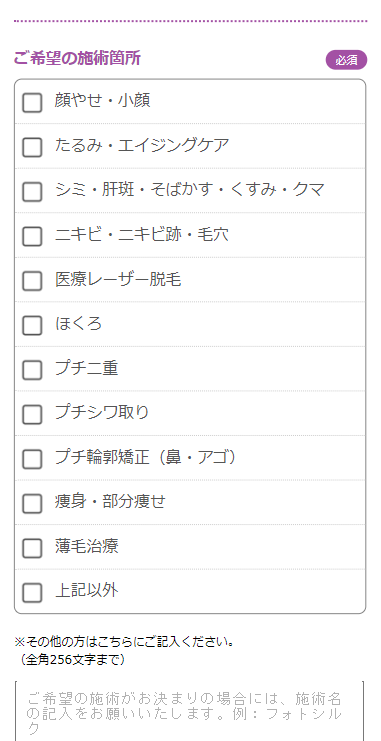 ご希望の施術箇所 必須
顔やせ・小顔
たるみ・エイジングケア
シミ・肝斑・そばかす・くすみ・クマ
ニキビ・ニキビ跡・毛穴
医療レーザー脱毛
ほくろ
プチ二重
プチシワ取り
プチ輪郭矯正（鼻・アゴ）
痩身・部分痩せ
薄毛治療
上記以外
※その他の方はこちらにご記入ください。
（全角256文字まで）
ご希望の施術がお決まりの場合には、施術名
の記入をお願いいたします。例：フォトシル
ク